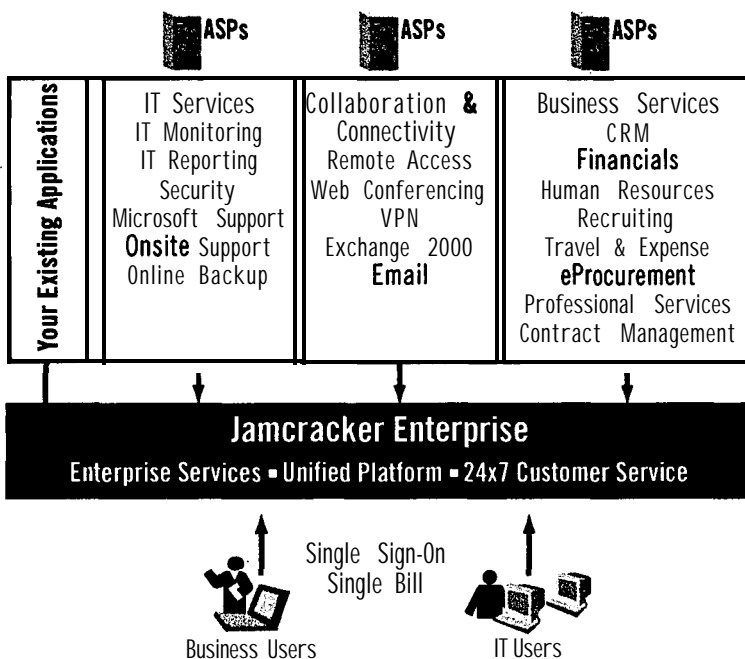 ASPs
ASPs
ASPs
Your Existing Applications
IT Services
IT Monitoring
IT Reporting
Security
Microsoft Support
Onsite Support
Online Backup
Collaboration &
Connectivity
Remote Access
Web Conferencing
VPN
Exchange 2000
Email
Business Services
CRM
Financials
Human Resources
Recruiting
Travel & Expense
eProcurement
Professional Services
Contract Management
Jamcracker Enterprise
Enterprise Services ▪ Unified Platform ▪ 24x7 Customer Service
Single Sign-On
Single Bill
Business Users
IT Users